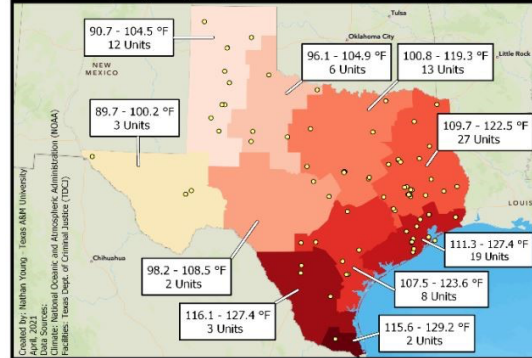 Tulsa
90.7 - 104.5 °F
12 Units
Oklahoma City
96.1 - 104.9 °F
6 Units
100.8 - 119.3 °F
13 Units
Little Rock
NEW
MEXICO
89.7 - 100.2 °F
3 Units
109.7 - 122.5 °F
27 Units
LOUIS
Chihuahua
98.2 - 108.5 °F
2 Units
111.3 - 127.4 °F
19 Units
107.5 - 123.6 °F
8 Units
116.1 - 127.4 °F
3 Units
115.6 - 129.2 °F
2 Units
Created by: Nathan Young - Texas A&M University
April, 2021
Data Sources:
Climate: National Oceanic and Atmospheric Administration (NOAA)
Facilities: Texas Dept. of Criminal Justice (TDCJ)